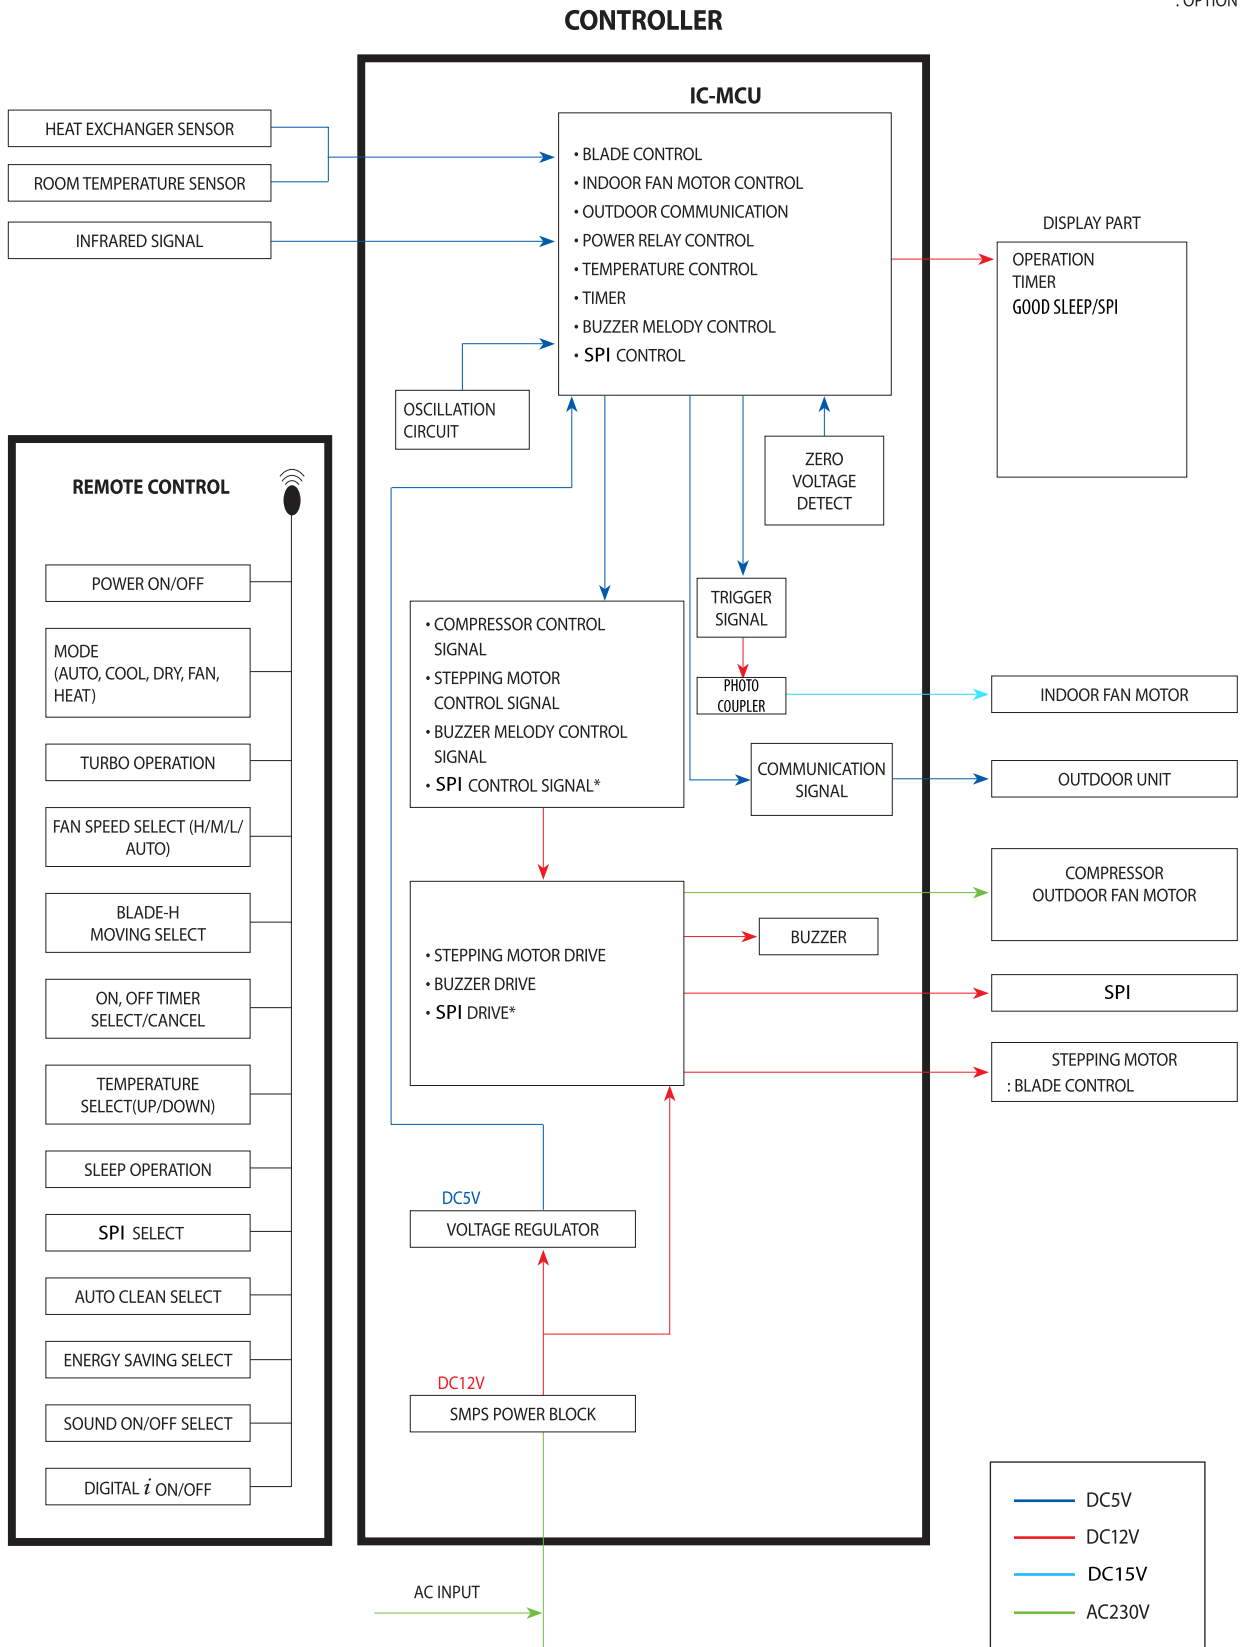 : OPTION
CONTROLLER
IC-MCU
HEAT EXCHANGER SENSOR
ROOM TEMPERATURE SENSOR
INFRARED SIGNAL
• BLADE CONTROL
• INDOOR FAN MOTOR CONTROL
• OUTDOOR COMMUNICATION
• POWER RELAY CONTROL
• TEMPERATURE CONTROL
• TIMER
• BUZZER MELODY CONTROL
• SPI CONTROL
DISPLAY PART
OPERATION
TIMER
GOOD SLEEP/SPI
OSCILLATION
CIRCUIT
ZERO
VOLTAGE
DETECT
REMOTE CONTROL
POWER ON/OFF
MODE
(AUTO, COOL, DRY, FAN,
HEAT)
TURBO OPERATION
FAN SPEED SELECT (H/M/L/
AUTO)
BLADE-H
MOVING SELECT
ON, OFF TIMER
SELECT/CANCEL
TEMPERATURE
SELECT(UP/DOWN)
SLEEP OPERATION
SPI SELECT
AUTO CLEAN SELECT
ENERGY SAVING SELECT
SOUND ON/OFF SELECT
DIGITAL i ON/OFF
• COMPRESSOR CONTROL
SIGNAL
• STEPPING MOTOR
CONTROL SIGNAL
• BUZZER MELODY CONTROL
SIGNAL
• SPI CONTROL SIGNAL*
TRIGGER
SIGNAL
PHOTO
COUPLER
COMMUNICATION
SIGNAL
INDOOR FAN MOTOR
OUTDOOR UNIT
COMPRESSOR
OUTDOOR FAN MOTOR
• STEPPING MOTOR DRIVE
• BUZZER DRIVE
• SPI DRIVE*
BUZZER
SPI
STEPPING MOTOR
: BLADE CONTROL
DC5V
VOLTAGE REGULATOR
DC12V
SMPS POWER BLOCK
AC INPUT
DC5V
DC12V
DC15V
AC230V